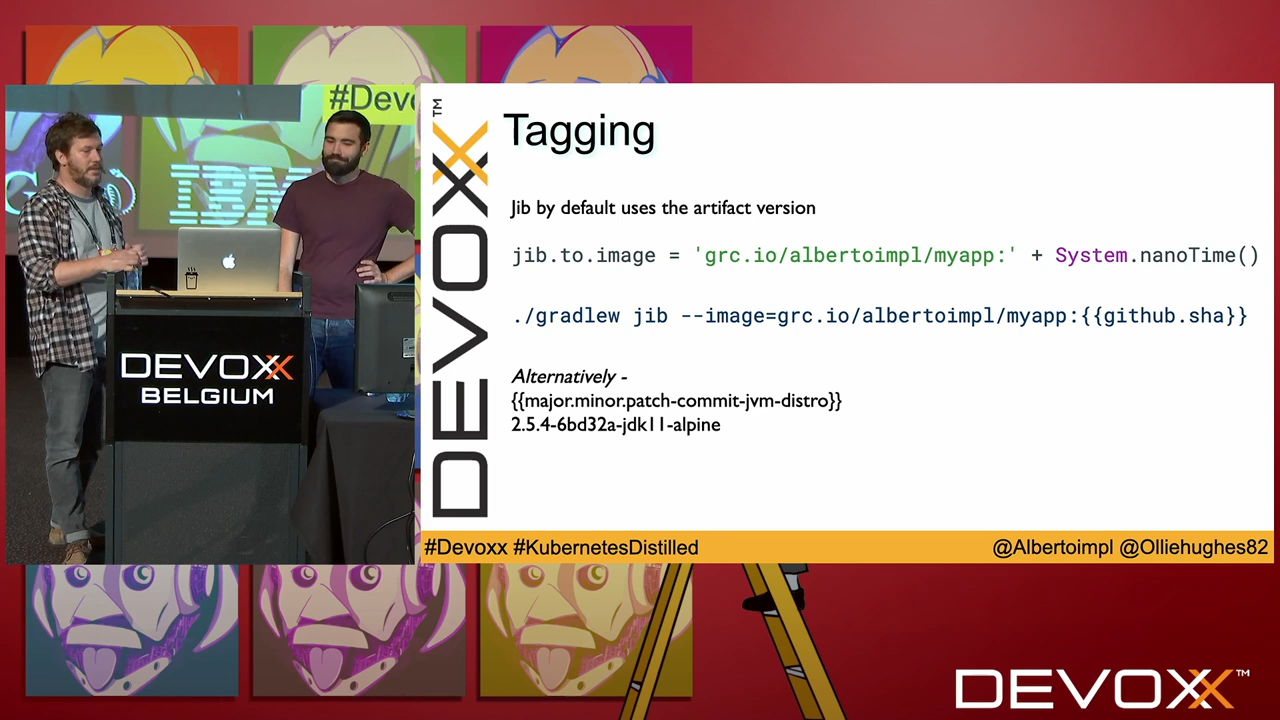 #Devo
IBM
DEVOXX
BELGIUM
DEVOXX™
Tagging
Jib by default uses the artifact version
jib.to.image = 'grc.io/albertoimpl/myapp:' + System.nanoTime()
./gradlew jib --image=grc.io/albertoimpl/myapp:{{github.sha}}
Alternatively -
{{major.minor.patch-commit-jvm-distro}}
2.5.4-6bd32a-jdk11-alpine
#Devoxx #KubernetesDistilled
@Albertoimpl @Olliehughes82
DEVOXX™